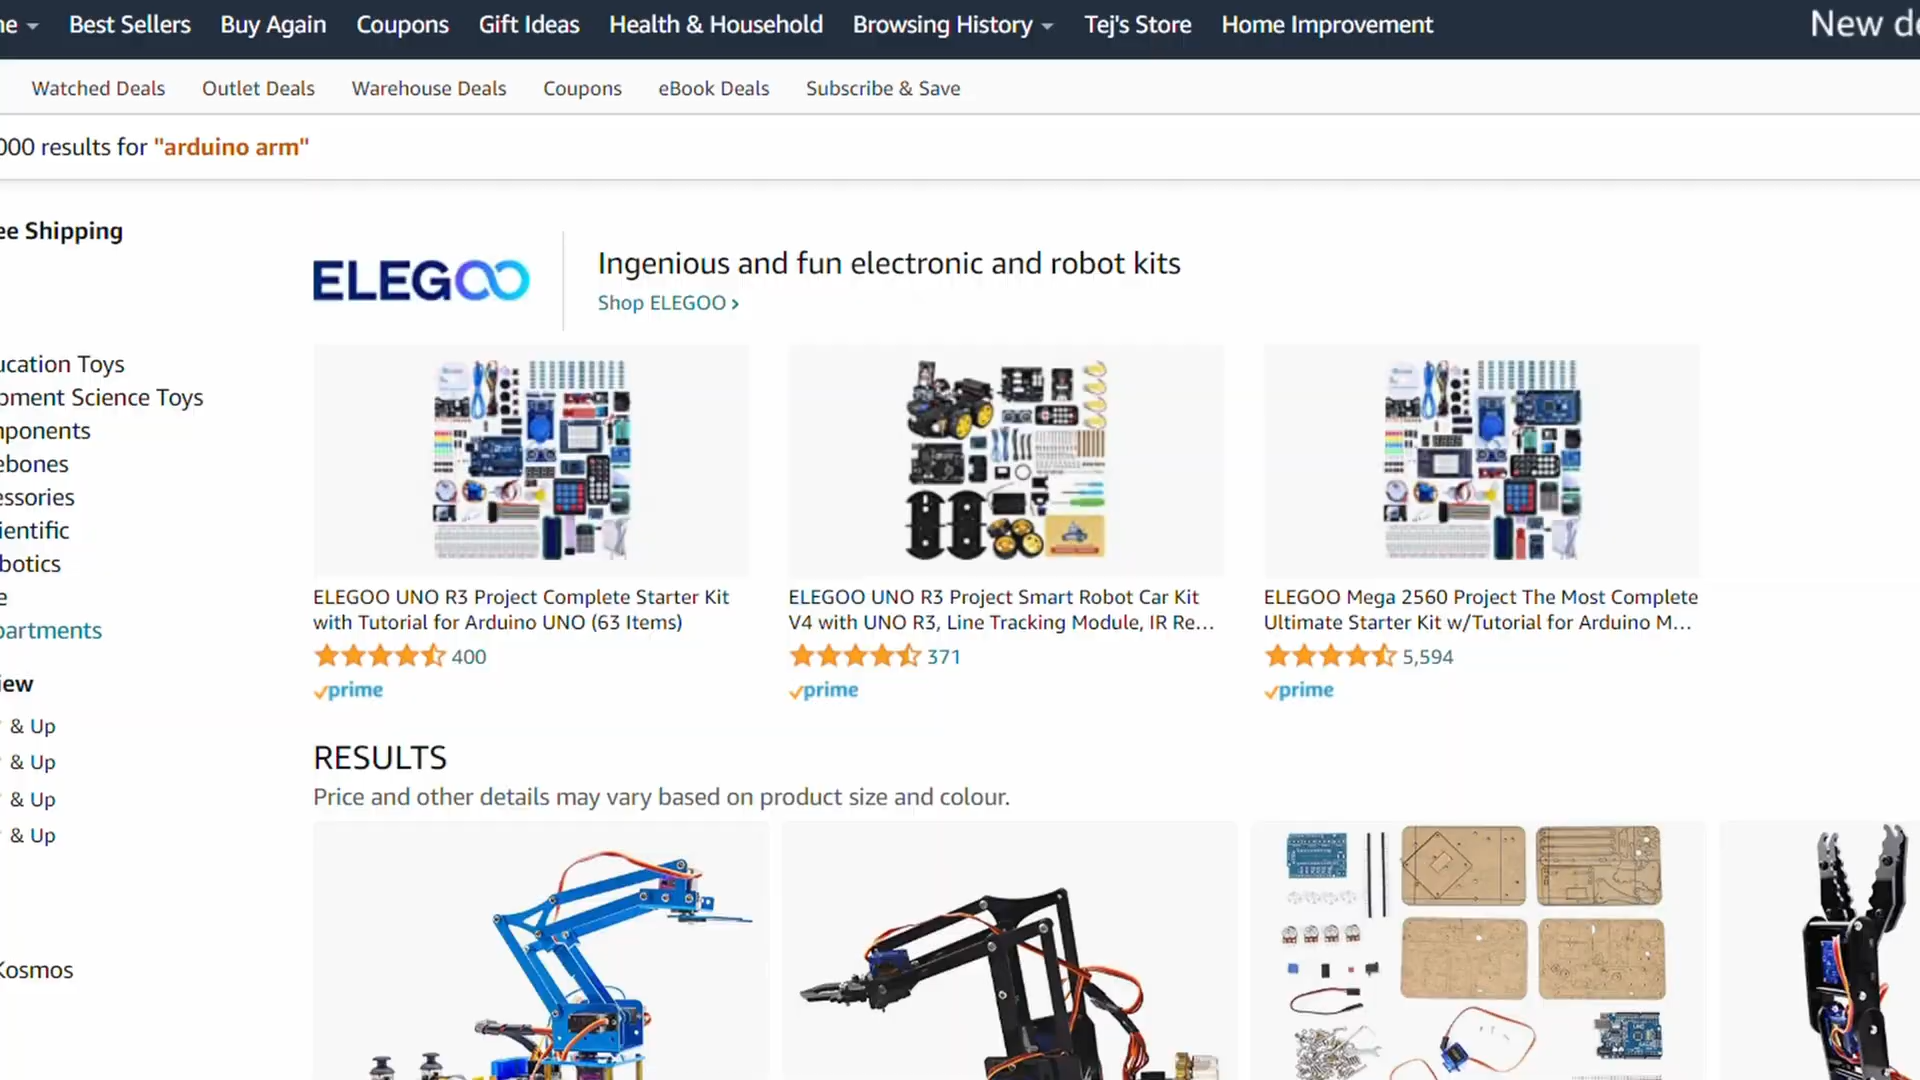 Best Sellers Buy Again Coupons Gift Ideas Health & Household Browsing History Tej's Store Home Improvement New
Watched Deals Outlet Deals Warehouse Deals Coupons eBook Deals Subscribe & Save
000 results for "arduino arm"
ee Shipping
ELEGOO
Ingenious and fun electronic and robot kits
Shop ELEGOO ›
ucation Toys
pment Science Toys
mponents
ebones
essories
ientific
botics
e
partments
iew
& Up
& Up
& Up
& Up
Kosmos
ELEGOO UNO R3 Project Complete Starter Kit
with Tutorial for Arduino UNO (63 Items)
400
prime
ELEGOO UNO R3 Project Smart Robot Car Kit
V4 with UNO R3, Line Tracking Module, IR Re...
371
prime
ELEGOO Mega 2560 Project The Most Complete
Ultimate Starter Kit w/Tutorial for Arduino M...
5,594
prime
RESULTS
Price and other details may vary based on product size and colour.